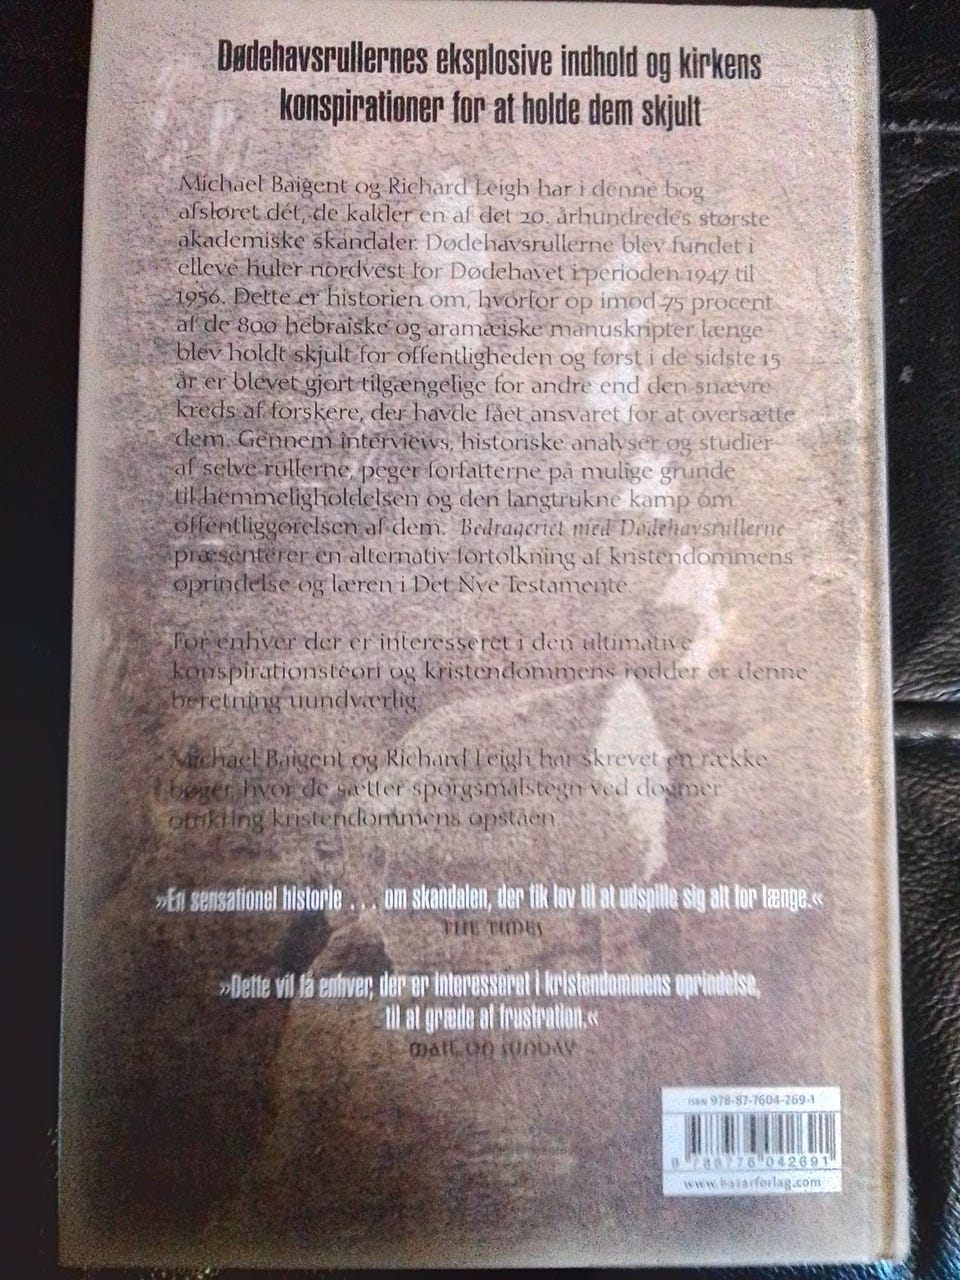 Dødehavsrullernes eksplosive indhold og kirkens
konspirationer for at holde dem skjult
Michael Baigent og Richard Leigh har i denne bog
afsløret dét, de kalder en af det 20. århundredes største
akademiske skandaler. Dødehavsrullerne blev fundet i
elleve huler nordvest for Dødehavet i perioden 1947 til
1956. Dette er historien om, hvorfor op imod 75 procent
af de 800 hebraiske og aramæiske manuskripter længe
blev holdt skjult for offentligheden og først i de sidste 15
år er blevet gjort tilgængelige for andre end den snævre
kreds af forskere, der havde fået ansvaret for at oversætte
dem. Gennem interviews, historiske analyser og studier
af selve rullerne, peger forfatterne på mulige grunde
til hemmeligholdelsen og den langtrukne kamp om
offentliggørelsen af dem. Bedrageriet med Dødehavsrullerne
præsenterer en alternativ fortolkning af kristendommens
oprindelse og læren i Det Nye Testamente.
For enhver der er interesseret i den ultimative
konspirationsteori og kristendommens rødder er denne
beretning uundværlig.
Michael Baigent og Richard Leigh har skrevet en række
bøger, hvor de sætter spørgsmålstegn ved dogmer
omkring kristendommens opståen
»En sensationel historie . . . om skandalen, der fik lov til at udspille sig alt for længe.«
THE TIMES
»Dette vil få enhver, der er interesseret i kristendommens oprindelse,
til at græde af frustration.«
MAIL ON SUNDAY
ISBN 978-87-7604-269-1
9 788776 042691
www.bazarforlag.com